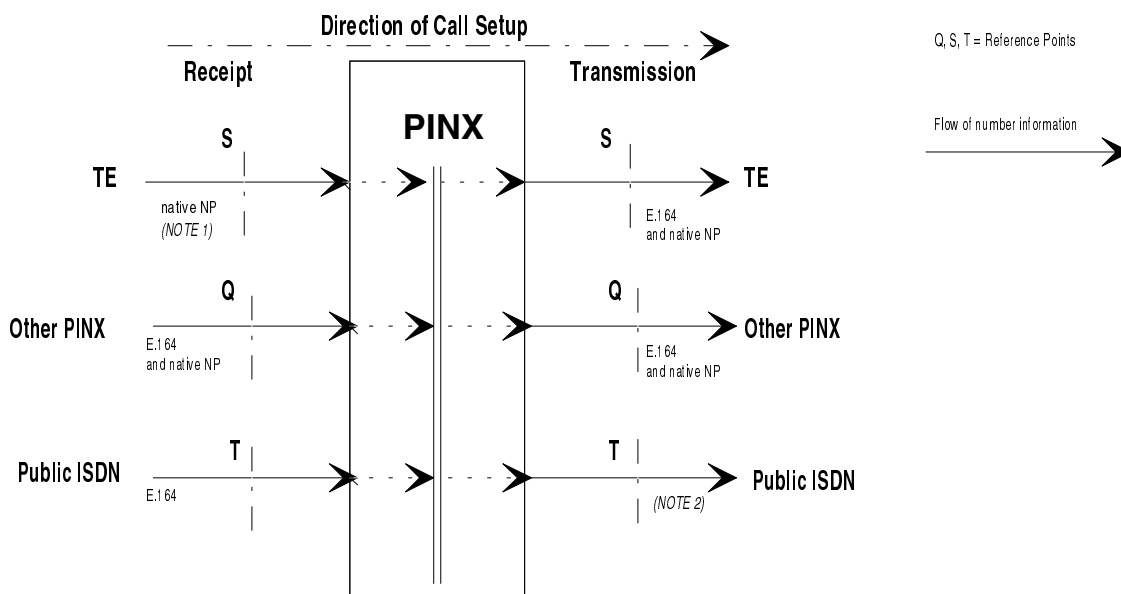 Direction of Call Setup
Q, S, T = Reference Points
Receipt
Transmission
PINX
Flow of number information
S
S
TE
TE
native NP
(NOTE 1)
E.164
and native NP
Q
Q
Other PINX
Other PINX
E.164
and native NP
E.164
and native NP
T
T
Public ISDN
Public ISDN
E.164
(NOTE 2)